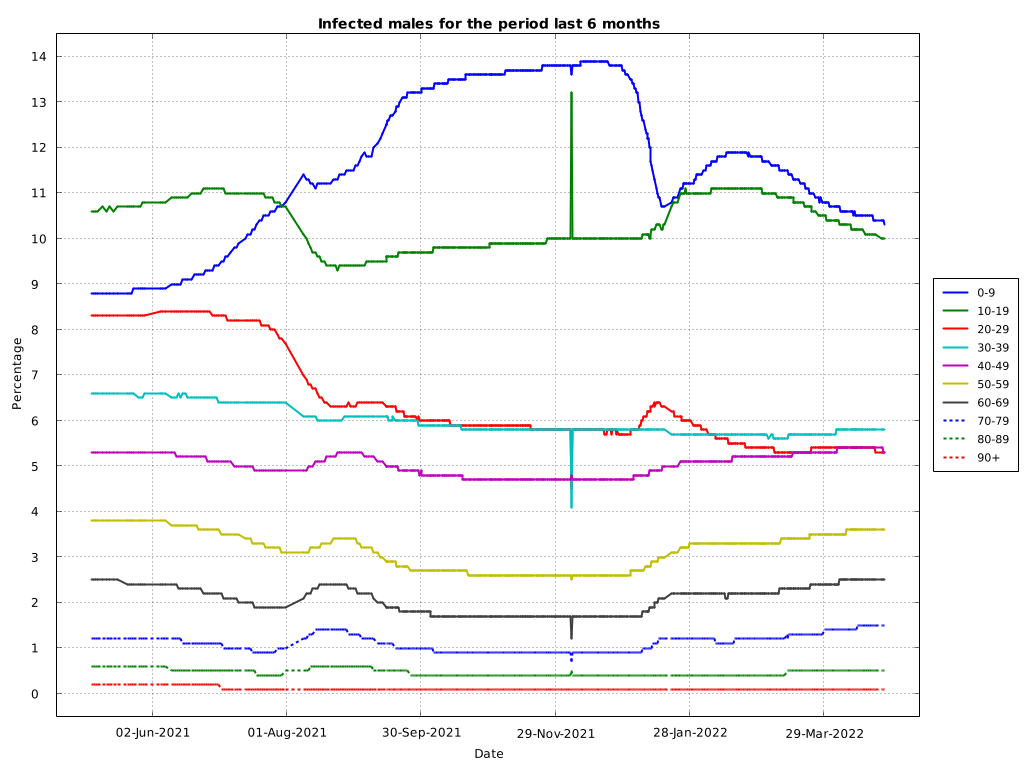 Infected males for the period last 6 months
14
13
12
11
10
9
8
7
6
5
4
3
2
1
0
Percentage
02-Jun-2021
01-Aug-2021
30-Sep-2021
29-Nov-2021
28-Jan-2022
29-Mar-2022
Date
0-9
10-19
20-29
30-39
40-49
50-59
60-69
70-79
80-89
90+